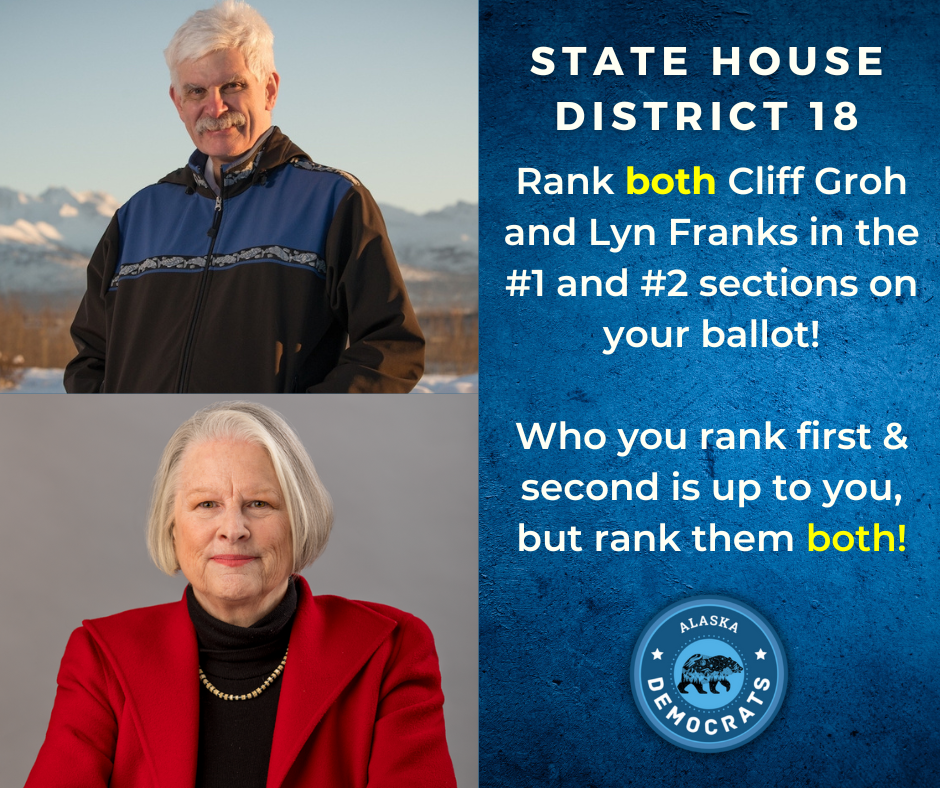 STATE HOUSE
DISTRICT 18
Rank both Cliff Groh
and Lyn Franks in the
#1 and #2 sections on
your ballot!
Who you rank first &
second is up to you,
but rank them both!
ALASKA
DEMOCRATS